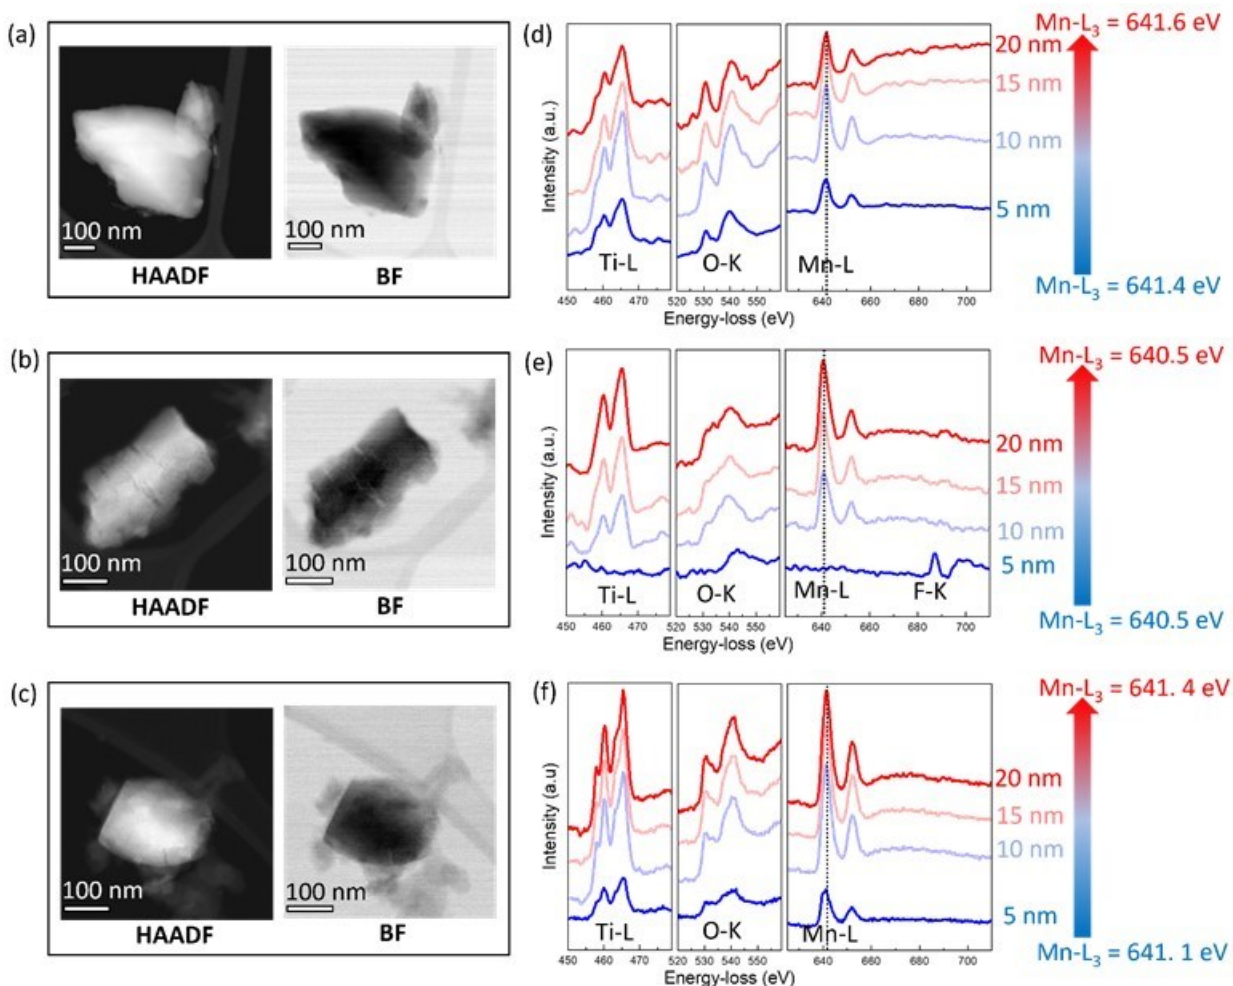 (a)
100 nm
HAADF
100 nm
BF
(d)
Intensity (a.u.)
Ti-L
O-K
Mn-L
20 nm
15 nm
10 nm
5 nm
450 460 470 520 530 540 550 640 660 680 700
Energy-loss (eV)
Mn-L₃ = 641.6 eV
Mn-L₃ = 641.4 eV
(b)
100 nm
HAADF
100 nm
BF
(e)
Intensity (a.u.)
Ti-L
O-K
Mn-L
F-K
20 nm
15 nm
10 nm
5 nm
450 460 470 520 530 540 550 640 660 680 700
Energy-loss (eV)
Mn-L₃ = 640.5 eV
Mn-L₃ = 640.5 eV
(c)
100 nm
HAADF
100 nm
BF
(f)
Intensity (a.u)
Ti-L
O-K
Mn-L
20 nm
15 nm
10 nm
5 nm
450 460 470 520 530 540 550 640 660 680 700
Energy-loss (eV)
Mn-L₃ = 641. 4 eV
Mn-L₃ = 641. 1 eV